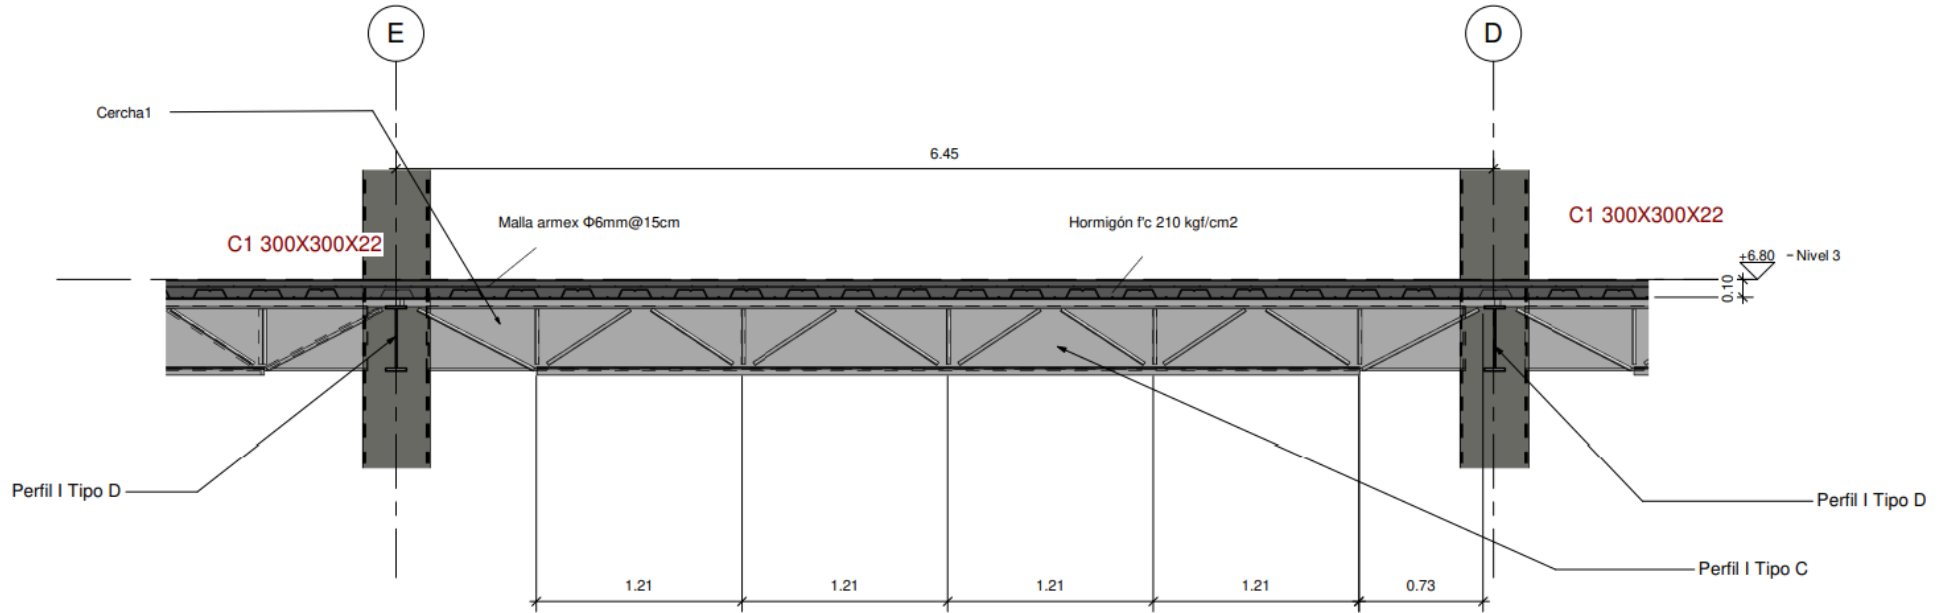 E
D
Cercha1
6.45
C1 300X300X22
Malla armex Φ6mm@15cm
Hormigón f'c 210 kgf/cm2
C1 300X300X22
+6.80
Nivel 3
0.10
Perfil I Tipo D
Perfil I Tipo D
Perfil I Tipo C
1.21
1.21
1.21
1.21
0.73